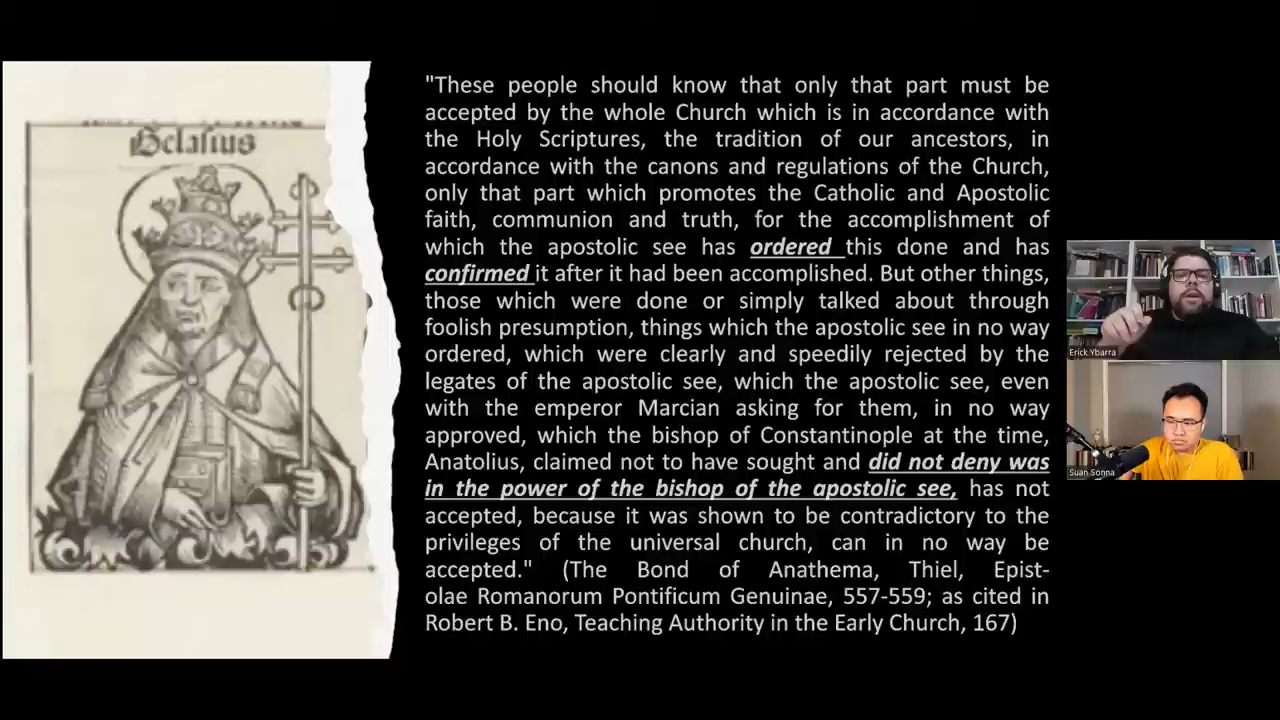 Gelasius
"These people should know that only that part must be
accepted by the whole Church which is in accordance with
the Holy Scriptures, the tradition of our ancestors, in
accordance with the canons and regulations of the Church,
only that part which promotes the Catholic and Apostolic
faith, communion and truth, for the accomplishment of
which the apostolic see has ordered this done and has
confirmed it after it had been accomplished. But other things,
those which were done or simply talked about through
foolish presumption, things which the apostolic see in no way
ordered, which were clearly and speedily rejected by the
legates of the apostolic see, which the apostolic see, even
with the emperor Marcian asking for them, in no way
approved, which the bishop of Constantinople at the time,
Anatolius, claimed not to have sought and did not deny was
in the power of the bishop of the apostolic see, has not
accepted, because it was shown to be contradictory to the
privileges of the universal church, can in no way be
accepted." (The Bond of Anathema, Thiel, Epist-
olae Romanorum Pontificum Genuinae, 557-559; as cited in
Robert B. Eno, Teaching Authority in the Early Church, 167)
Erick Ybarra
Suan Sonna